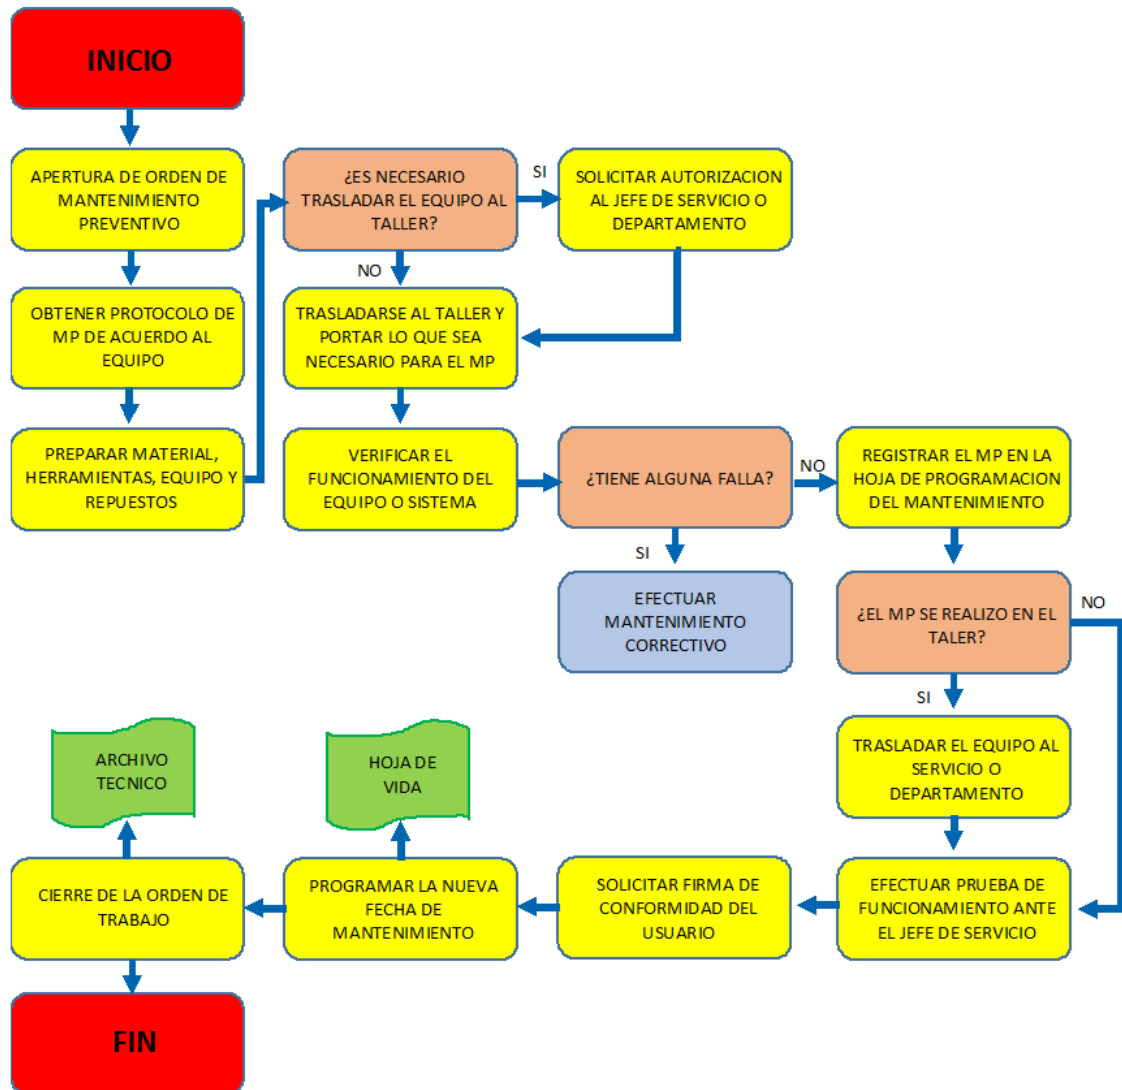 INICIO
APERTURA DE ORDEN DE
MANTENIMIENTO
PREVENTIVO
OBTENER PROTOCOLO DE
MP DE ACUERDO AL
EQUIPO
PREPARAR MATERIAL,
HERRAMIENTAS, EQUIPO Y
REPUESTOS
¿ES NECESARIO
TRASLADAR EL EQUIPO AL
TALLER?
SI
SOLICITAR AUTORIZACION
AL JEFE DE SERVICIO O
DEPARTAMENTO
NO
TRASLADARSE AL TALLER Y
PORTAR LO QUE SEA
NECESARIO PARA EL MP
VERIFICAR EL
FUNCIONAMIENTO DEL
EQUIPO O SISTEMA
¿TIENE ALGUNA FALLA?
NO
SI
EFECTUAR
MANTENIMIENTO
CORRECTIVO
REGISTRAR EL MP EN LA
HOJA DE PROGRAMACION
DEL MANTENIMIENTO
¿EL MP SE REALIZO EN EL
TALER?
NO
SI
TRASLADAR EL EQUIPO AL
SERVICIO O
DEPARTAMENTO
EFECTUAR PRUEBA DE
FUNCIONAMIENTO ANTE
EL JEFE DE SERVICIO
SOLICITAR FIRMA DE
CONFORMIDAD DEL
USUARIO
PROGRAMAR LA NUEVA
FECHA DE
MANTENIMIENTO
HOJA DE
VIDA
CIERRE DE LA ORDEN DE
TRABAJO
ARCHIVO
TECNICO
FIN